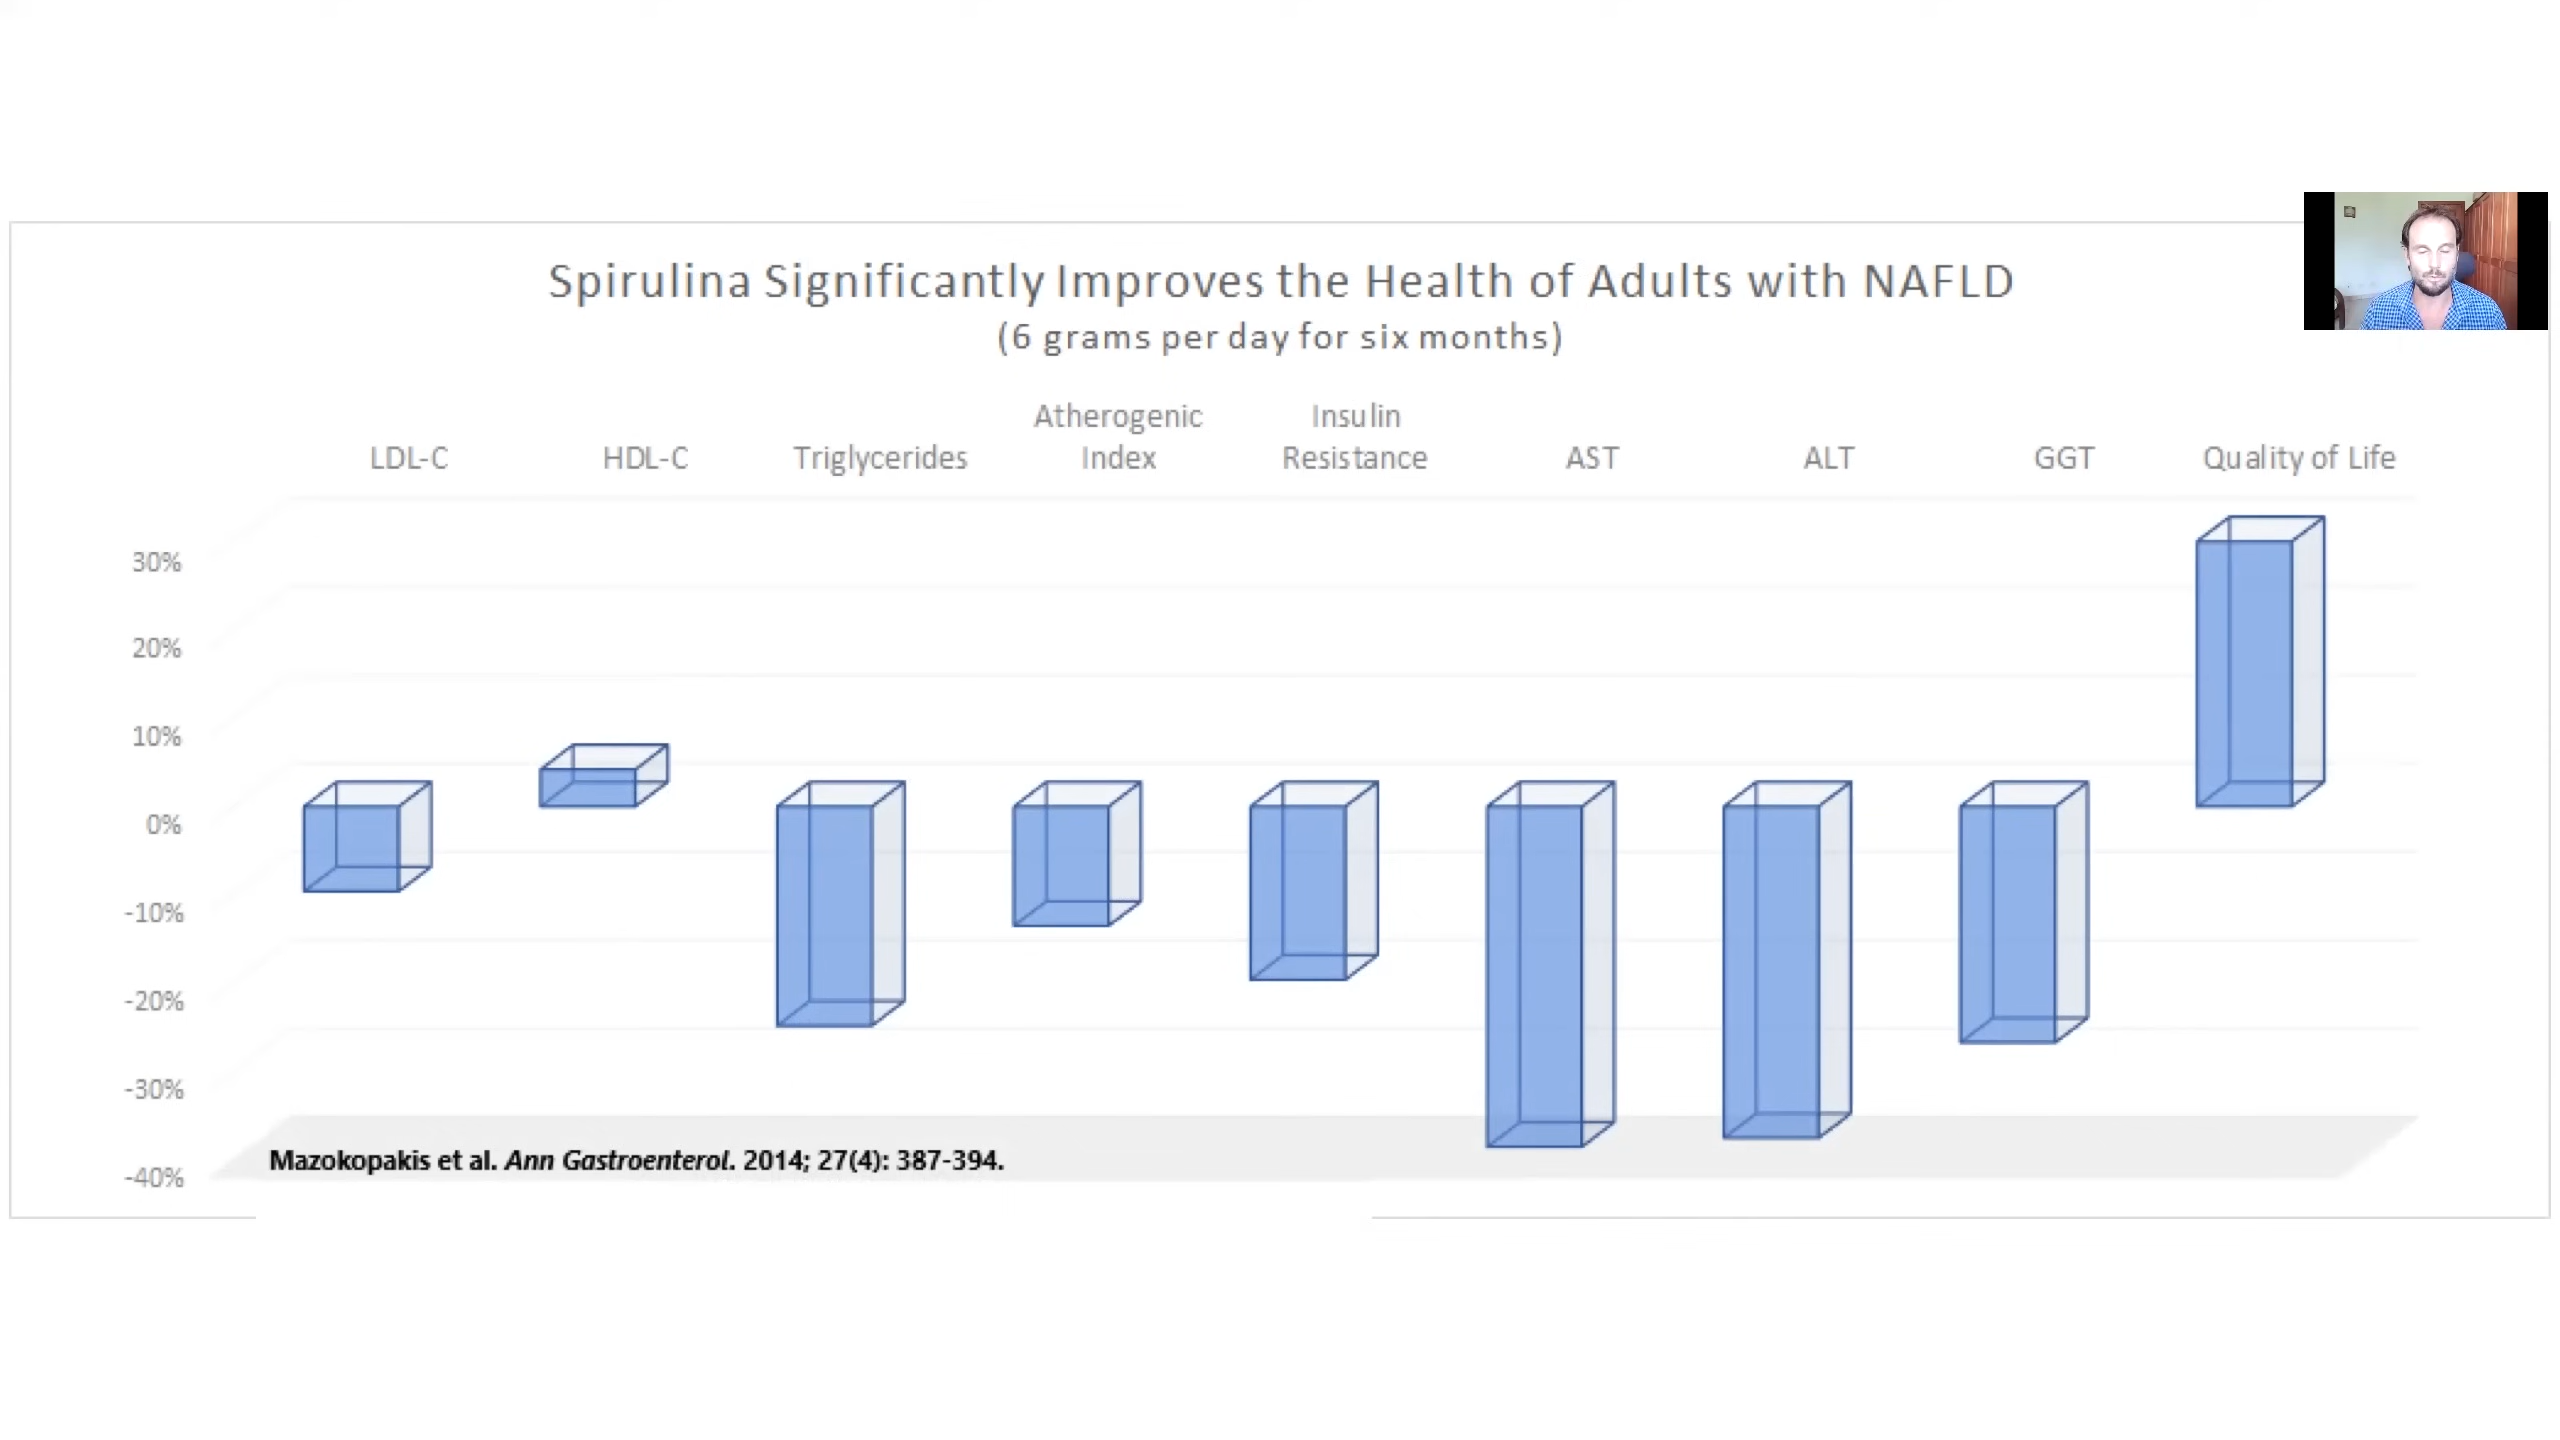 Spirulina Significantly Improves the Health of Adults with NAFLD
(6 grams per day for six months)
LDL-C
HDL-C
Triglycerides
Atherogenic
Index
Insulin
Resistance
AST
ALT
GGT
Quality of Life
30%
20%
10%
0%
-10%
-20%
-30%
-40%
Mazokopakis et al. Ann Gastroenterol. 2014; 27(4): 387-394.